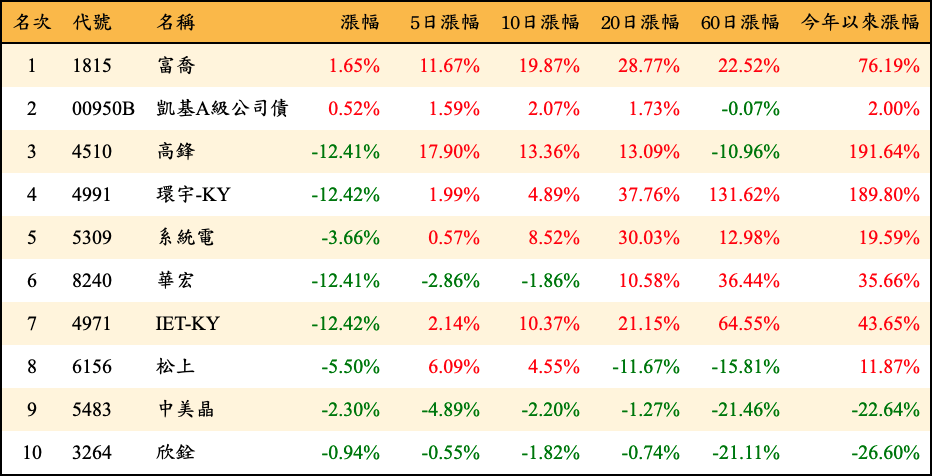 名次 代號 名稱 漲幅 5日漲幅 10日漲幅 20日漲幅 60日漲幅 今年以來漲幅
1 1815 富喬 1.65% 11.67% 19.87% 28.77% 22.52% 76.19%
2 00950B 凱基A級公司債 0.52% 1.59% 2.07% 1.73% -0.07% 2.00%
3 4510 高鋒 -12.41% 17.90% 13.36% 13.09% -10.96% 191.64%
4 4991 環宇-KY -12.42% 1.99% 4.89% 37.76% 131.62% 189.80%
5 5309 系統電 -3.66% 0.57% 8.52% 30.03% 12.98% 19.59%
6 8240 華宏 -12.41% -2.86% -1.86% 10.58% 36.44% 35.66%
7 4971 IET-KY -12.42% 2.14% 10.37% 21.15% 64.55% 43.65%
8 6156 松上 -5.50% 6.09% 4.55% -11.67% -15.81% 11.87%
9 5483 中美晶 -2.30% -4.89% -2.20% -1.27% -21.46% -22.64%
10 3264 欣銓 -0.94% -0.55% -1.82% -0.74% -21.11% -26.60%